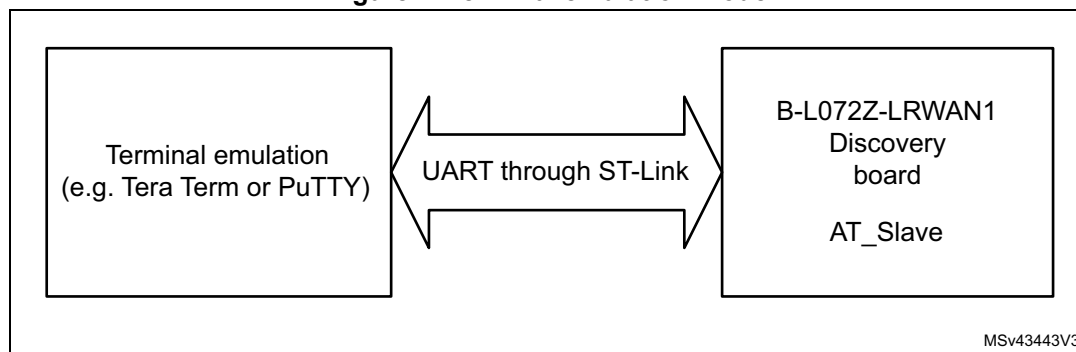 Terminal emulation
(e.g. Tera Term or PuTTY)
UART through ST-Link
B-L072Z-LRWAN1
Discovery
board
AT_Slave
MSv43443V3